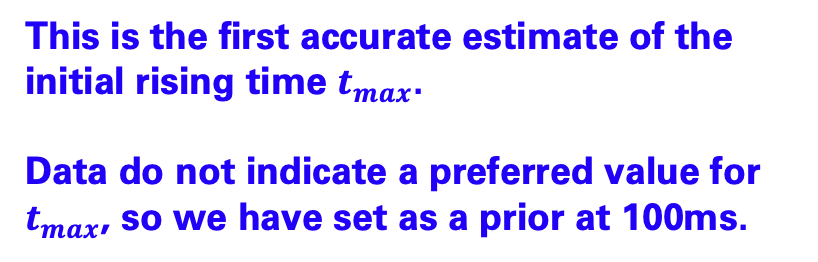 This is the first accurate estimate of the
initial rising time t_max.
Data do not indicate a preferred value for
t_max, so we have set as a prior at 100ms.